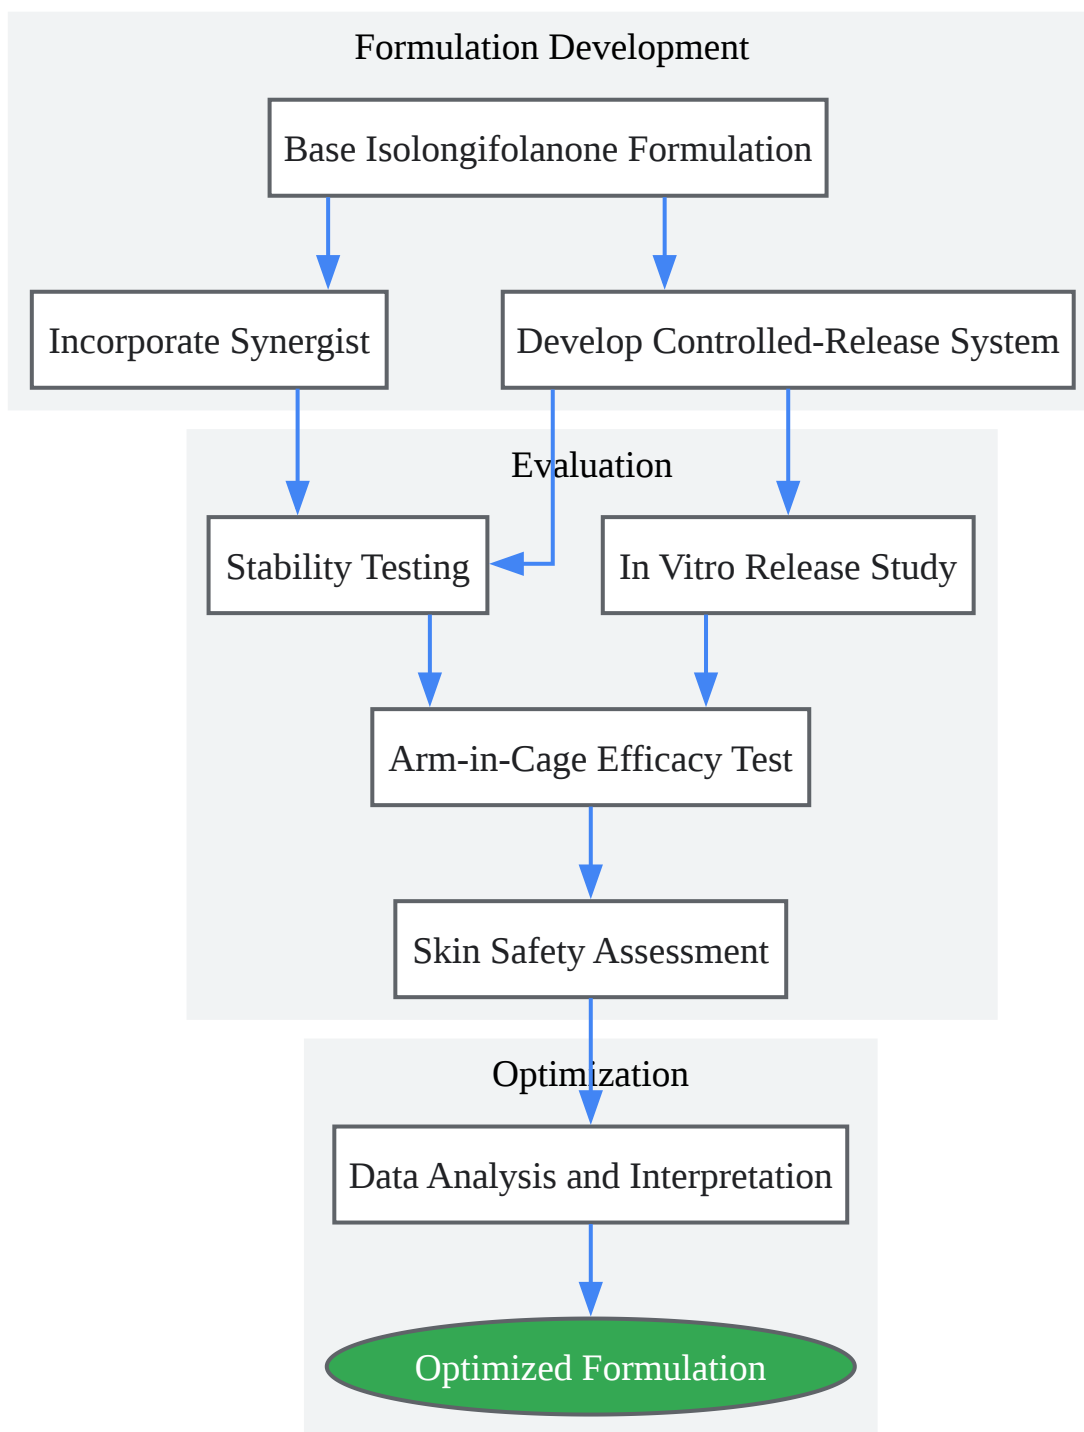 Formulation Development
Base Isolongifolanone Formulation
Incorporate Synergist
Develop Controlled-Release System
Evaluation
Stability Testing
In Vitro Release Study
Arm-in-Cage Efficacy Test
Skin Safety Assessment
Optimization
Data Analysis and Interpretation
Optimized Formulation